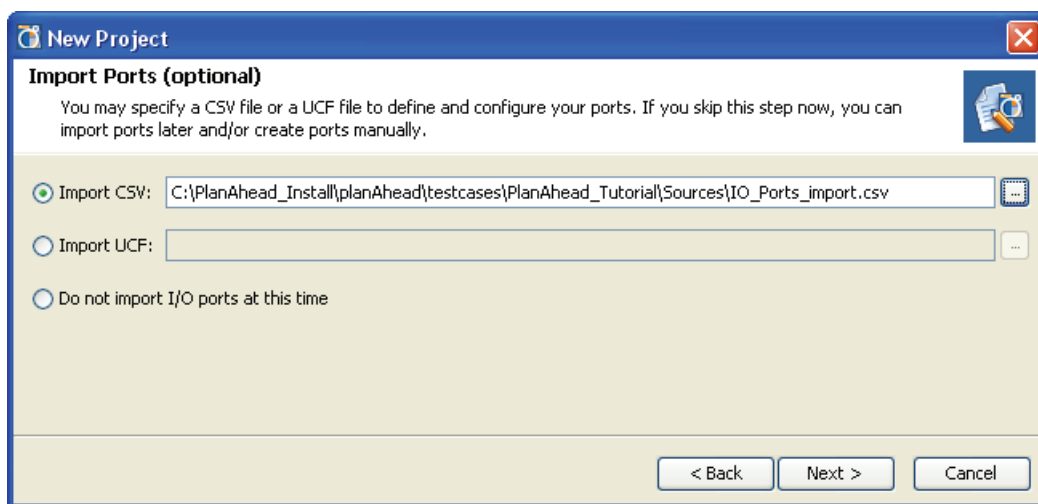 New Project
Import Ports (optional)
You may specify a CSV file or a UCF file to define and configure your ports. If you skip this step now, you can
import ports later and/or create ports manually.
Import CSV: C:\PlanAhead_Install\planAhead\testcases\PlanAhead_Tutorial\Sources\IO_Ports_import.csv ...
Import UCF: ...
Do not import I/O ports at this time
< Back Next > Cancel